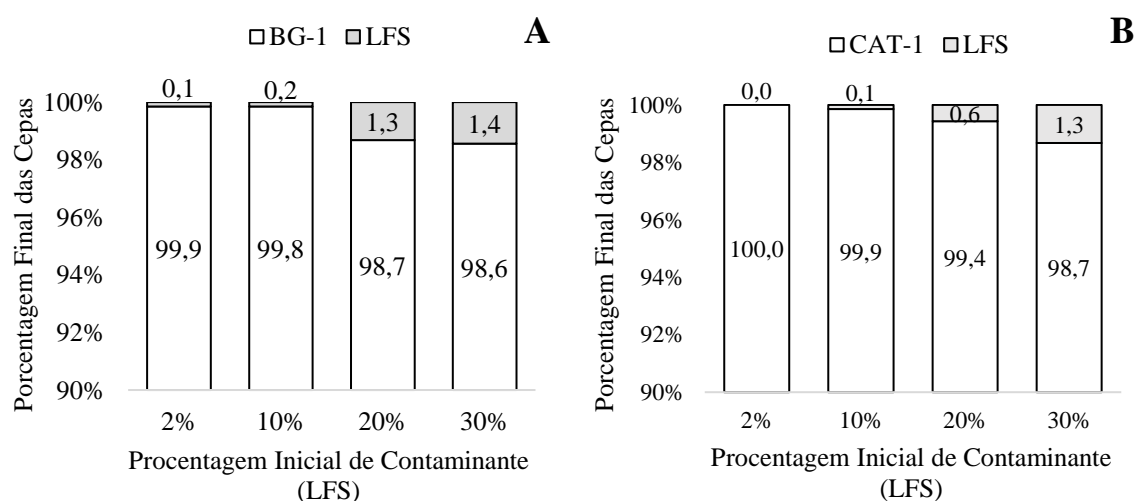 BG-1 LFS A
Porcentagem Final das Cepas
100%
98%
96%
94%
92%
90%
0,1 0,2 1,3 1,4
99,9 99,8 98,7 98,6
2% 10% 20% 30%
Procentagem Inicial de Contaminante
(LFS)
CAT-1 LFS B
Porcentagem Final das Cepas
100%
98%
96%
94%
92%
90%
0,0 0,1 0,6 1,3
100,0 99,9 99,4 98,7
2% 10% 20% 30%
Procentagem Inicial de Contaminante
(LFS)